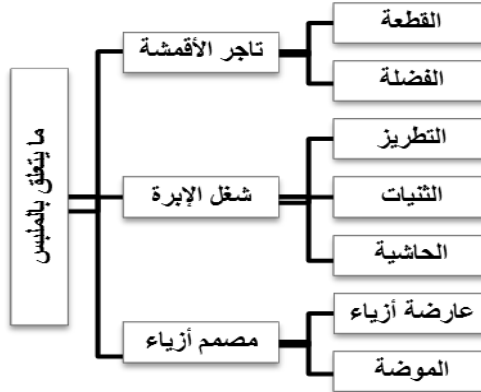 ما يتعلق بالملبس
تاجر الأقمشة
القطعة
الفضلة
شغل الإبرة
التطريز
الثنيات
الحاشية
مصمم أزياء
عارضة أزياء
الموضة